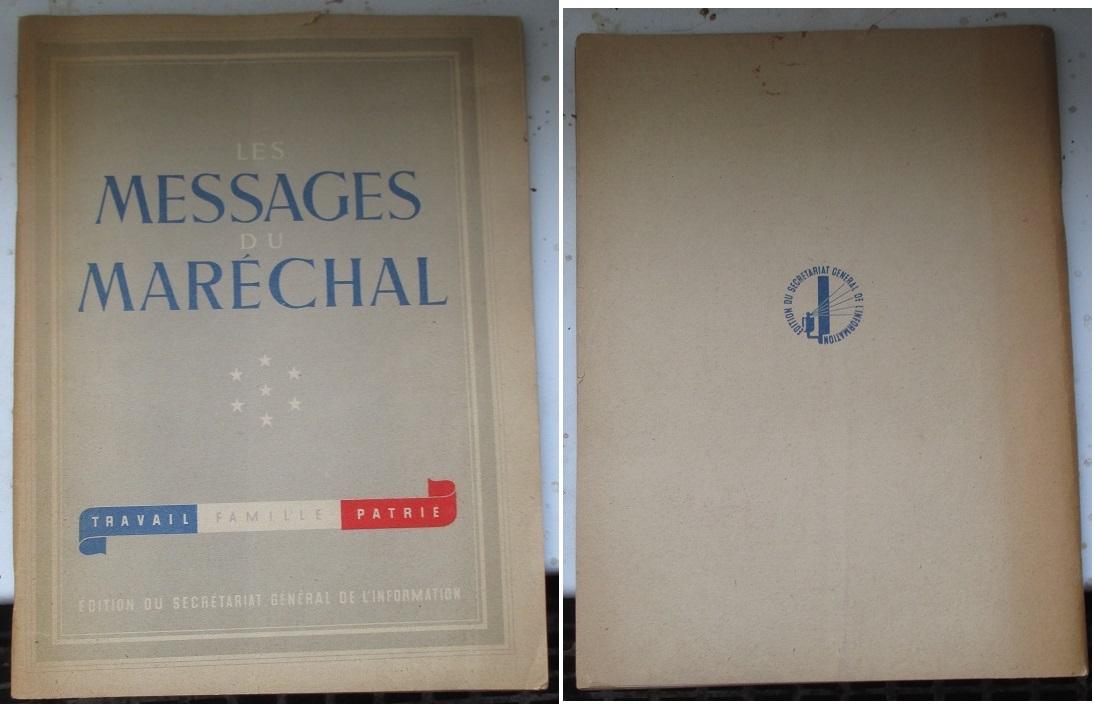 LES
MESSAGES
DU
MARÉCHAL
TRAVAIL FAMILLE PATRIE
ÉDITION DU SECRÉTARIAT GÉNÉRAL DE L'INFORMATION
ÉDITION DU SECRÉTARIAT GÉNÉRAL DE L'INFORMATION